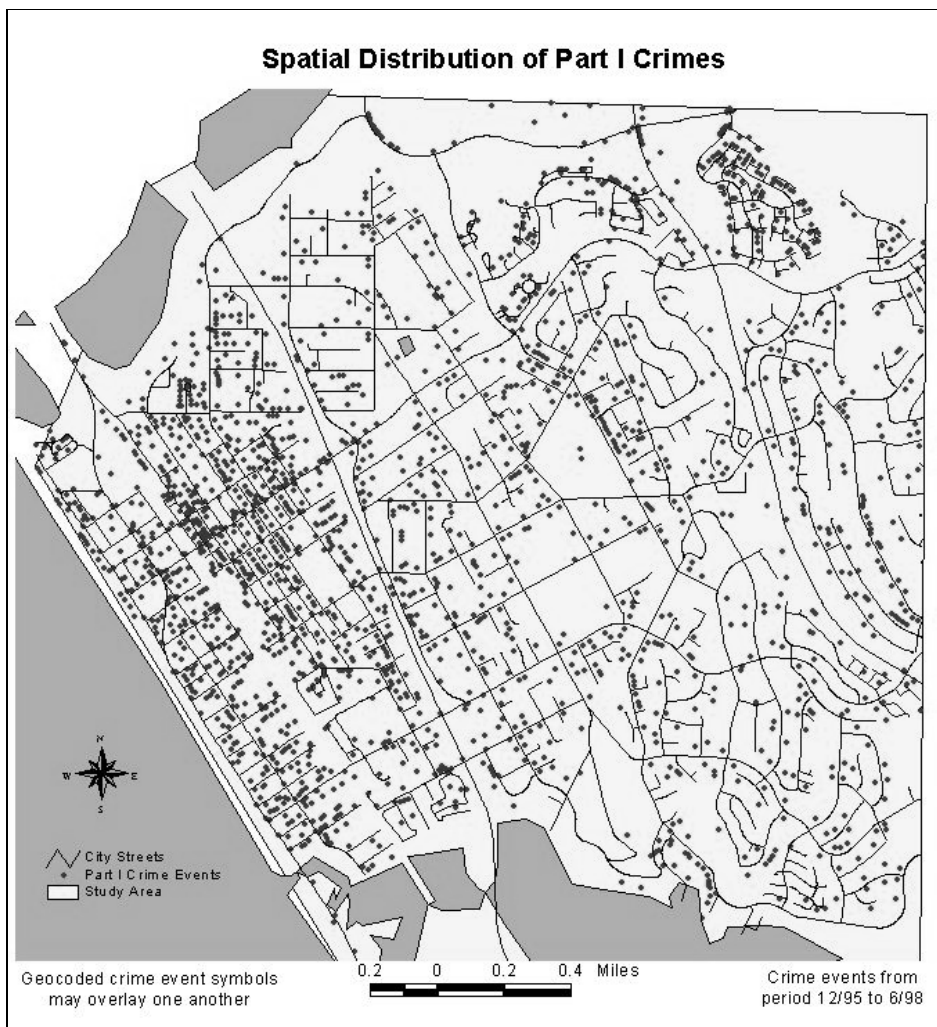 Spatial Distribution of Part I Crimes
N
W E
S
City Streets
Part I Crime Events
Study Area
Geocoded crime event symbols
may overlay one another
0.2 0 0.2 0.4 Miles
Crime events from
period 12/95 to 6/98